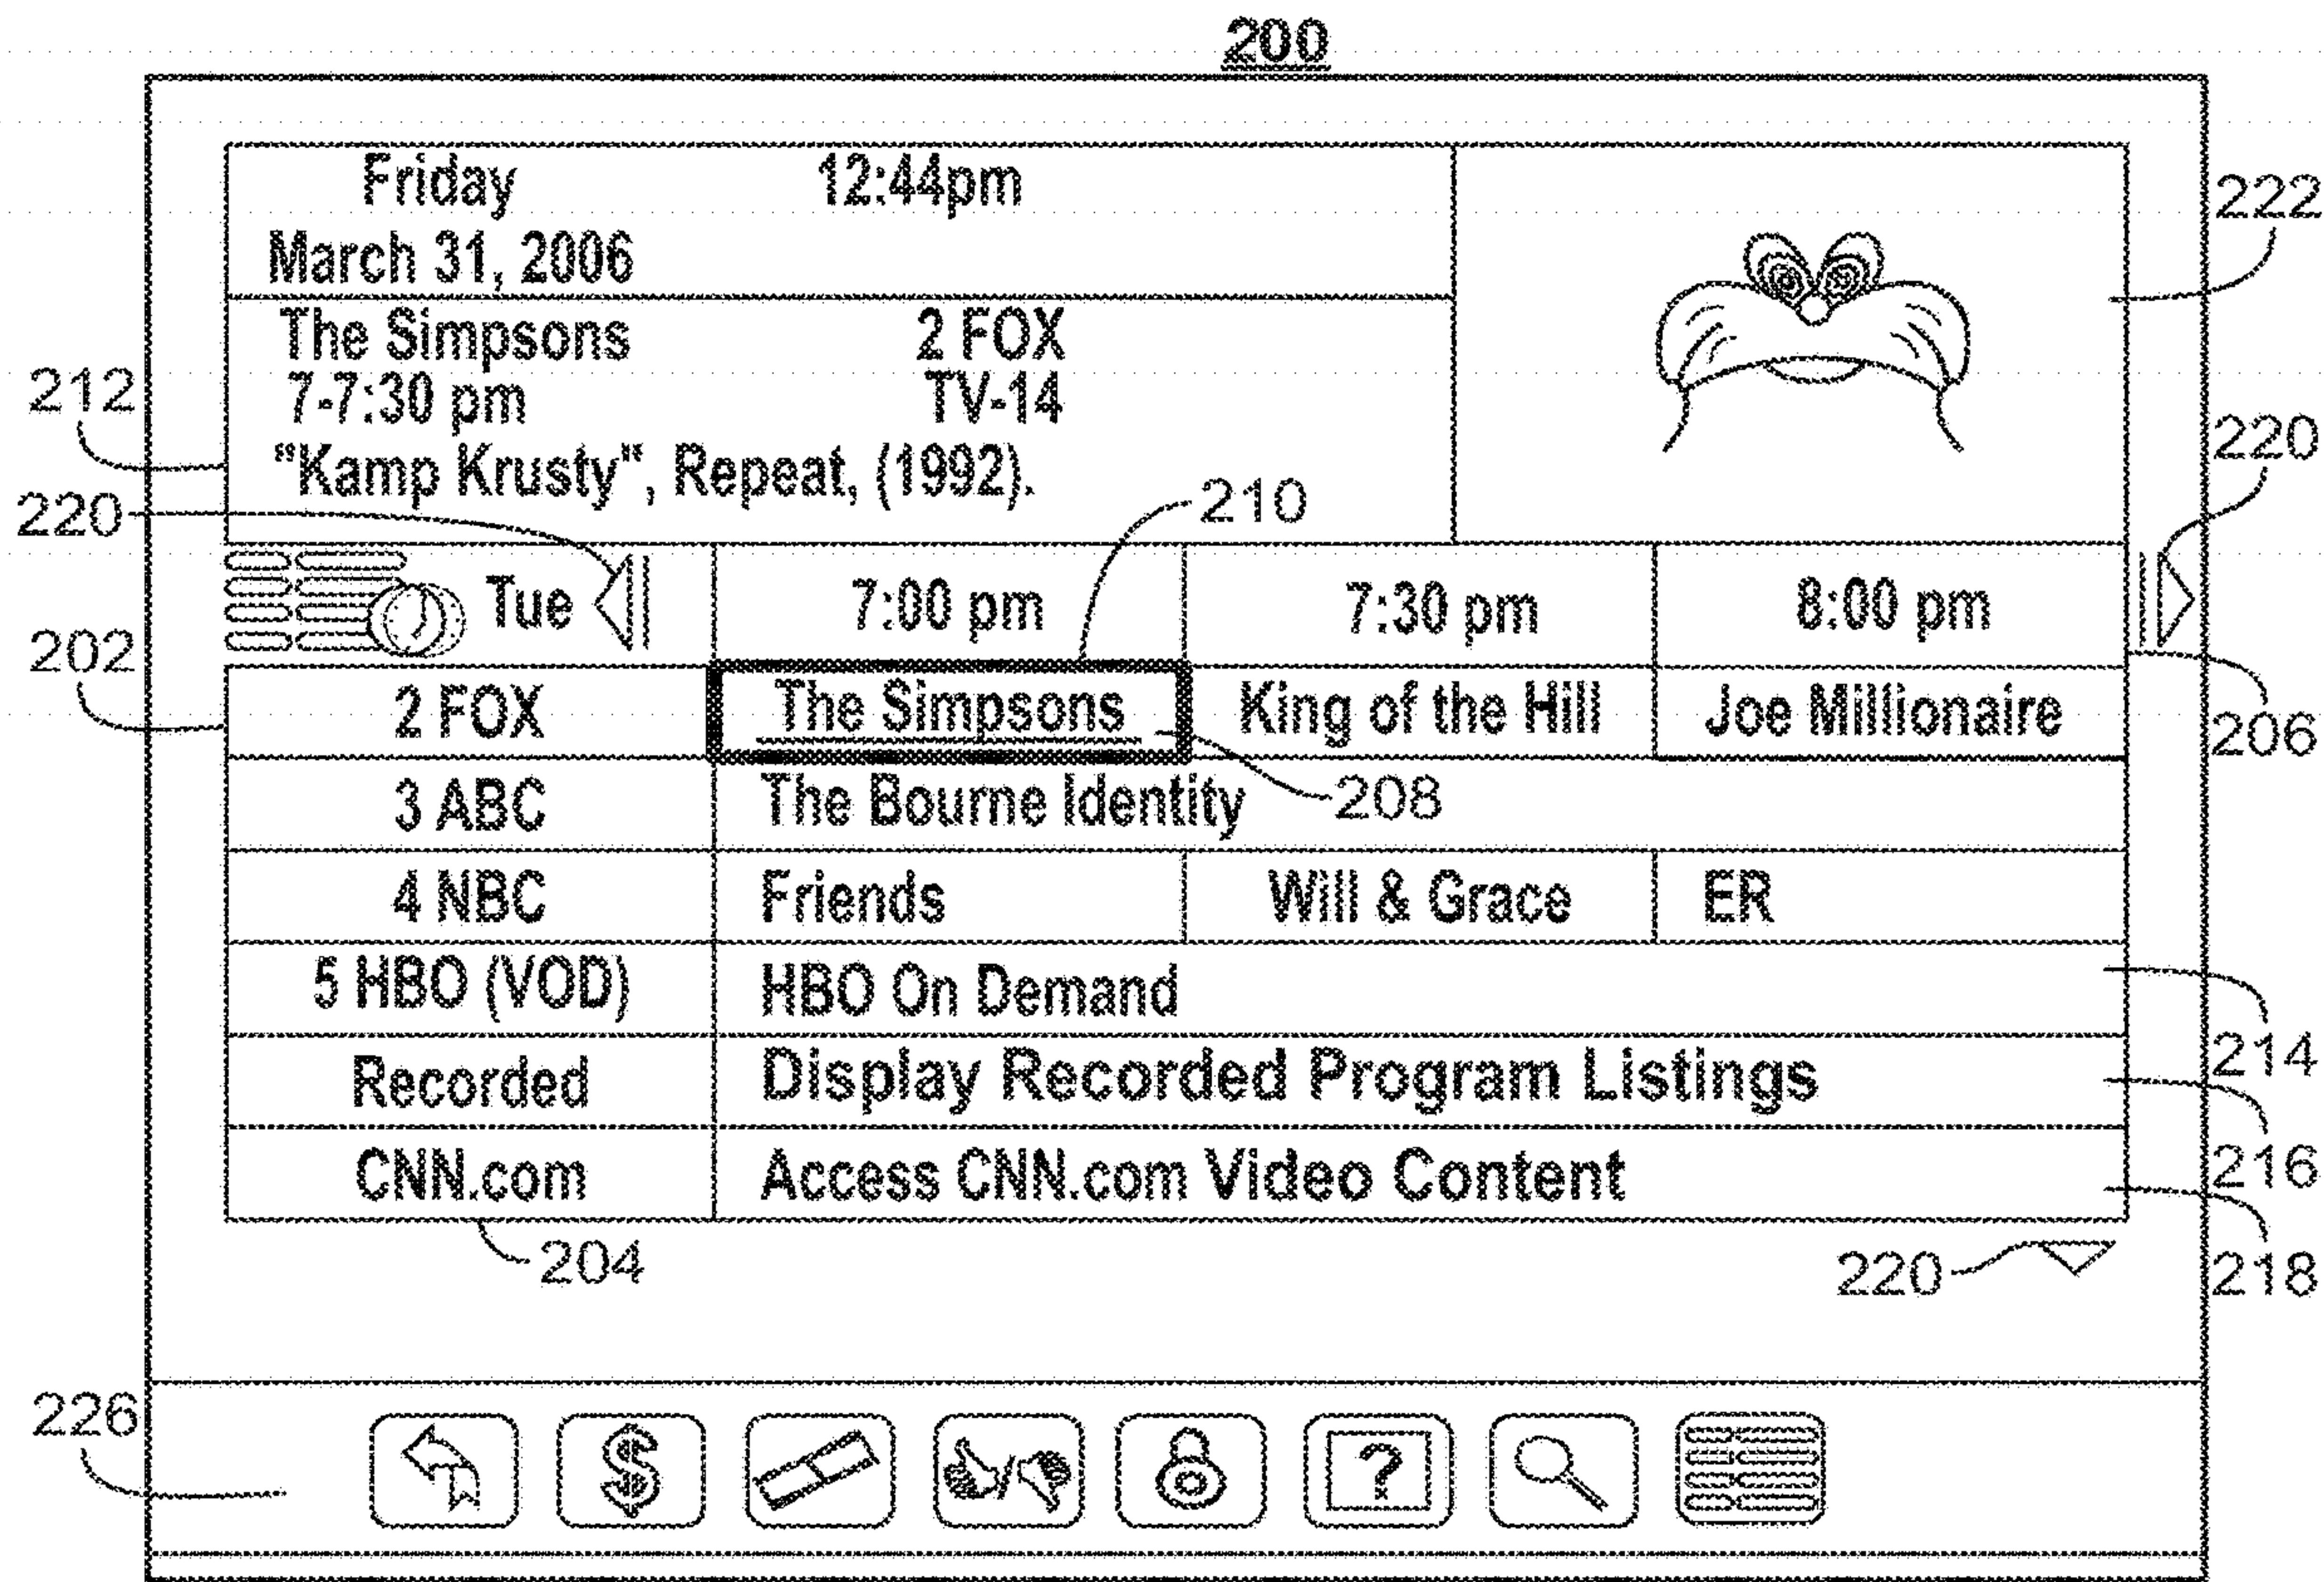 200
Friday 12:44pm
March 31, 2006
222
The Simpsons 2 FOX
212 7-7:30 pm TV-14
220
"Kamp Krusty", Repeat, (1992).
220 210
Tue 7:00 pm 7:30 pm 8:00 pm
202
2 FOX The Simpsons King of the Hill Joe Millionaire
206
3 ABC The Bourne Identity 208
4 NBC Friends Will & Grace ER
5 HBO (VOD) HBO On Demand
214
Recorded Display Recorded Program Listings
216
CNN.com Access CNN.com Video Content
204 220 218
226
$ / ?